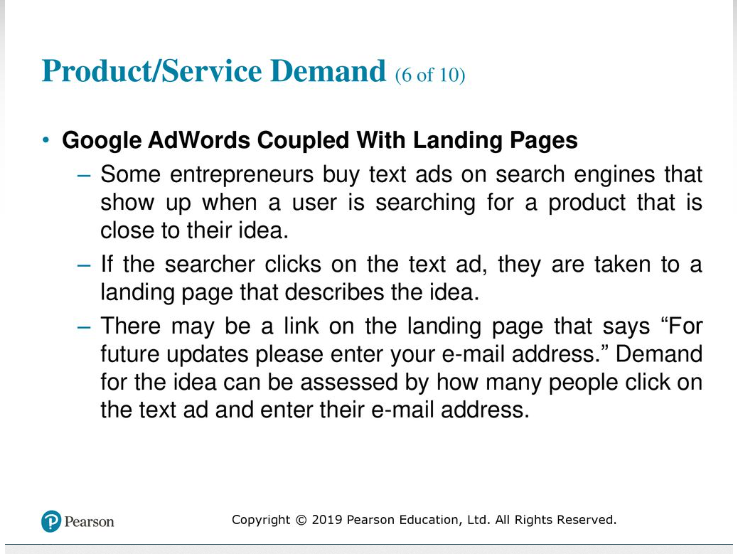 Product/Service Demand (6 of 10)
• Google AdWords Coupled With Landing Pages
– Some entrepreneurs buy text ads on search engines that
show up when a user is searching for a product that is
close to their idea.
– If the searcher clicks on the text ad, they are taken to a
landing page that describes the idea.
– There may be a link on the landing page that says “For
future updates please enter your e-mail address.” Demand
for the idea can be assessed by how many people click on
the text ad and enter their e-mail address.
P Pearson
Copyright © 2019 Pearson Education, Ltd. All Rights Reserved.